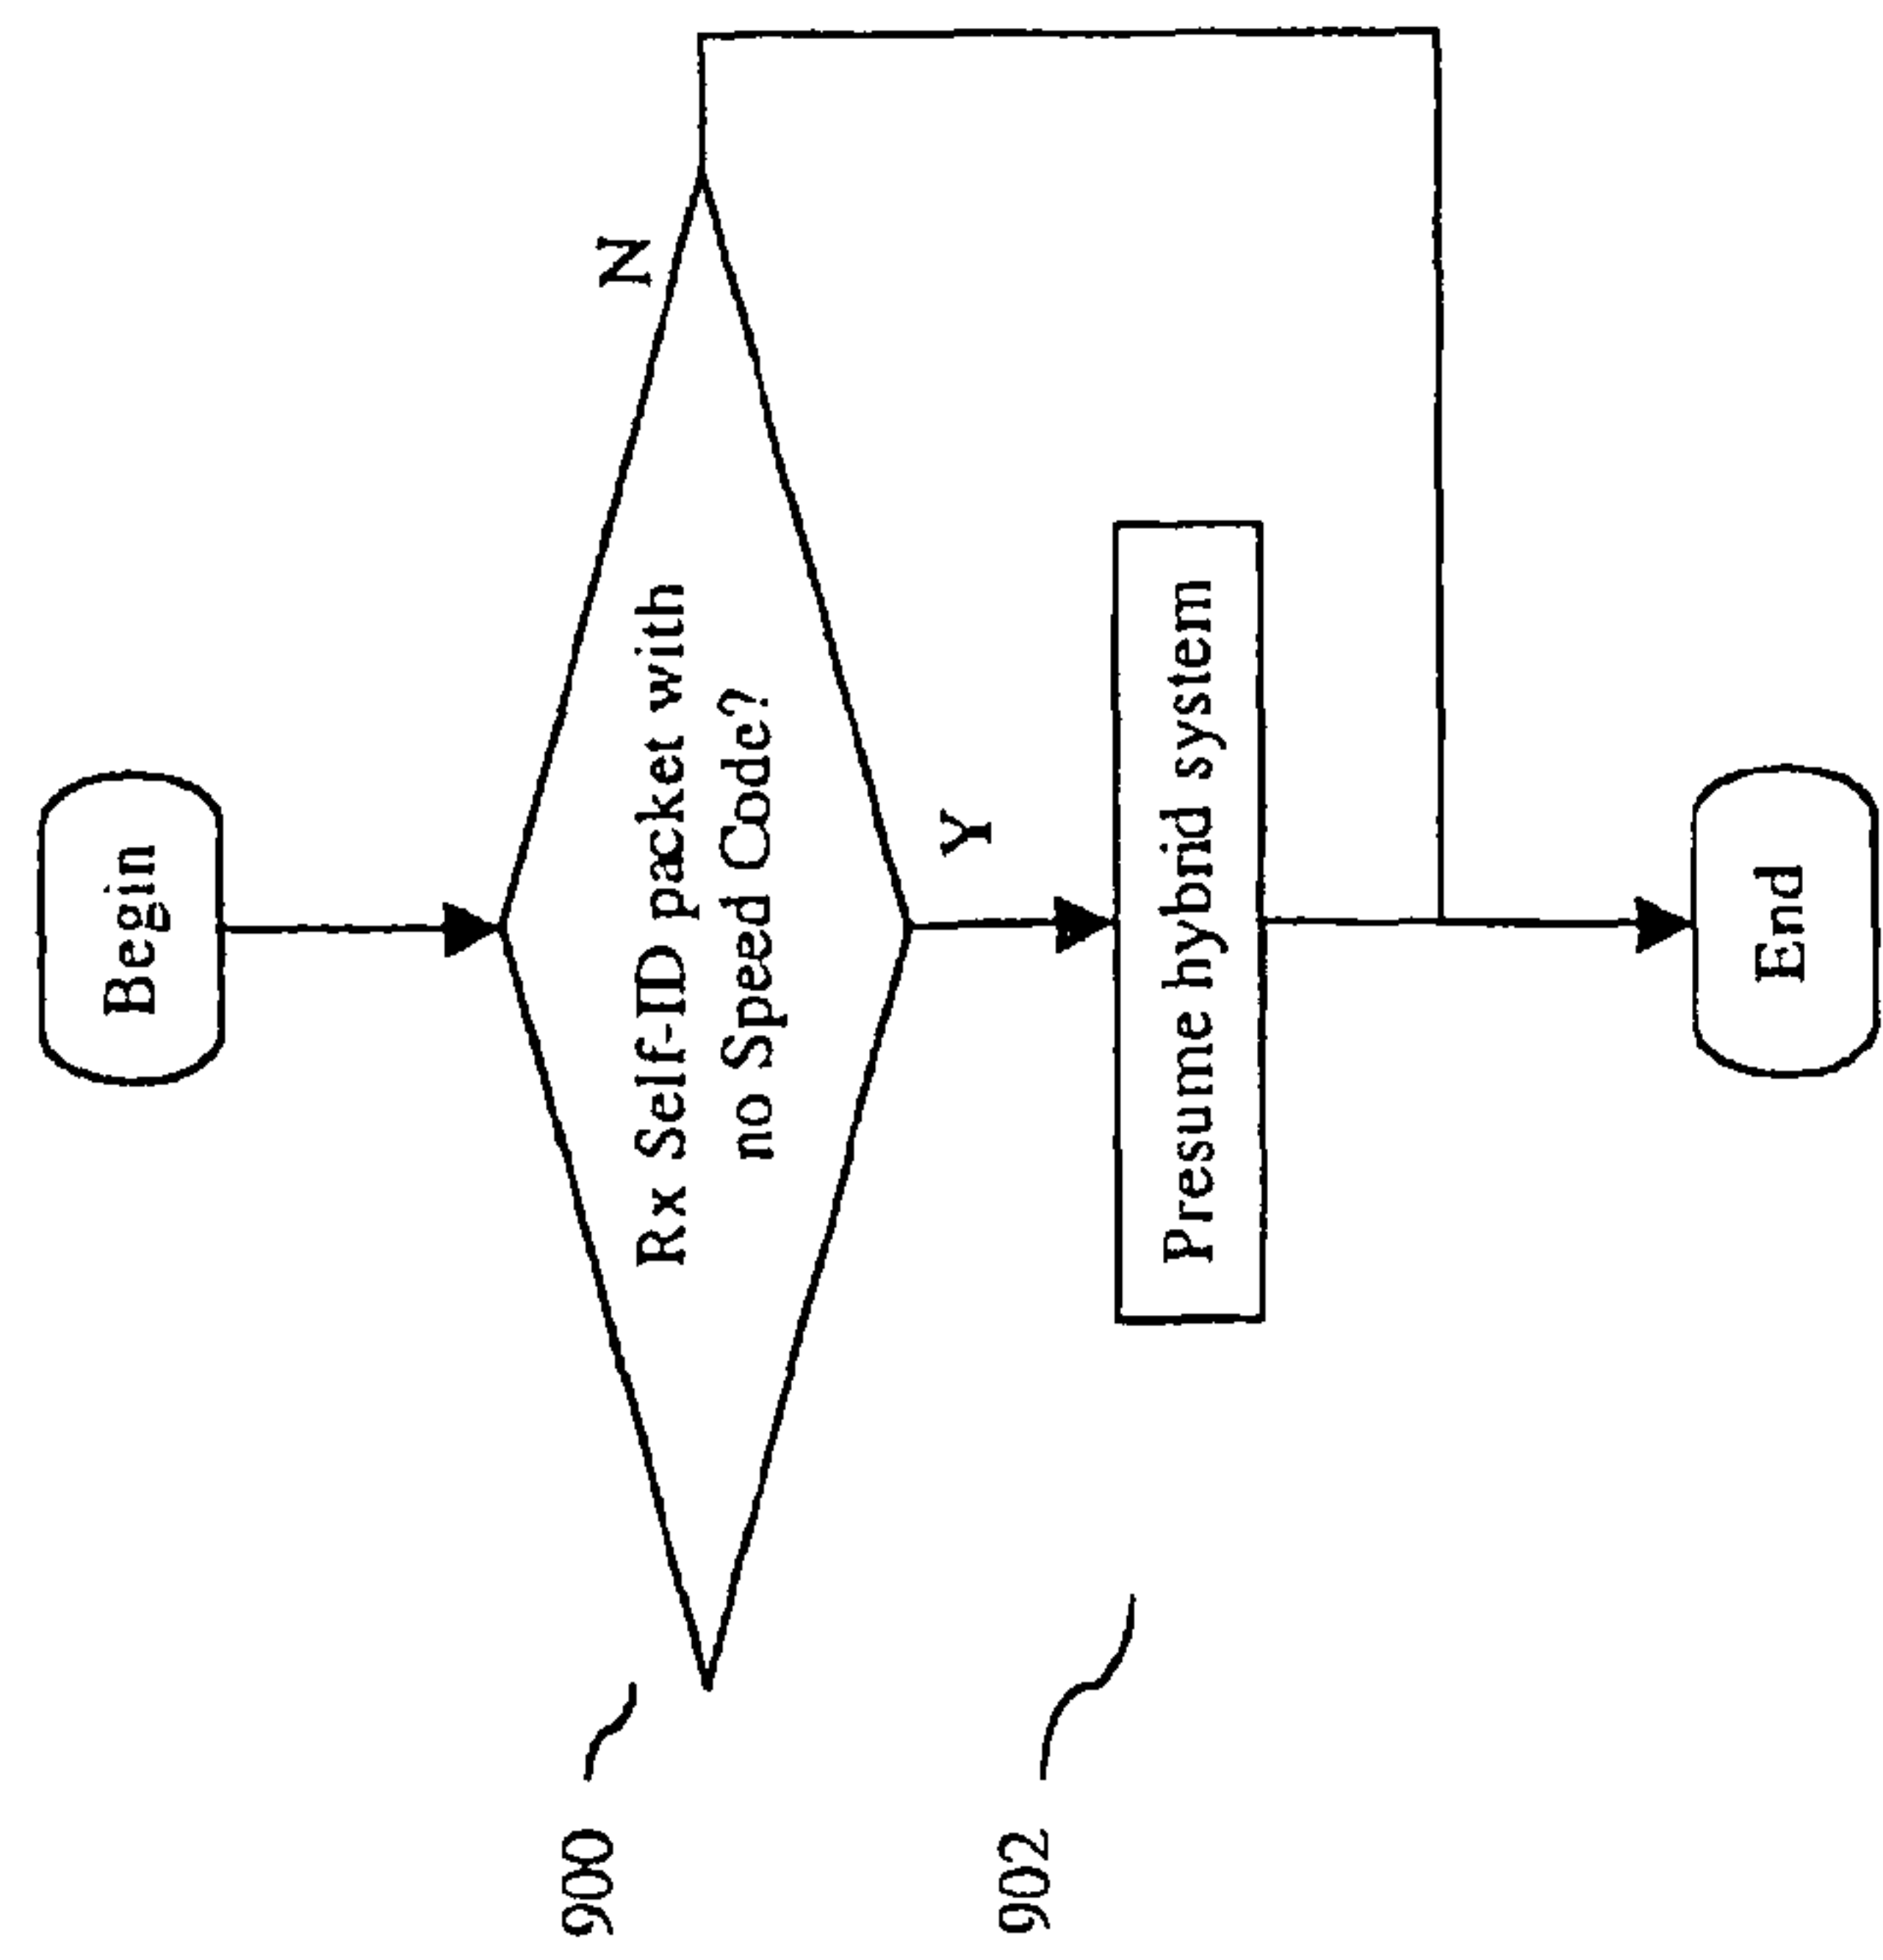 Begin
900
Rx Self-ID packet with
no Speed Code?
N
Y
902
Presume hybrid system
End